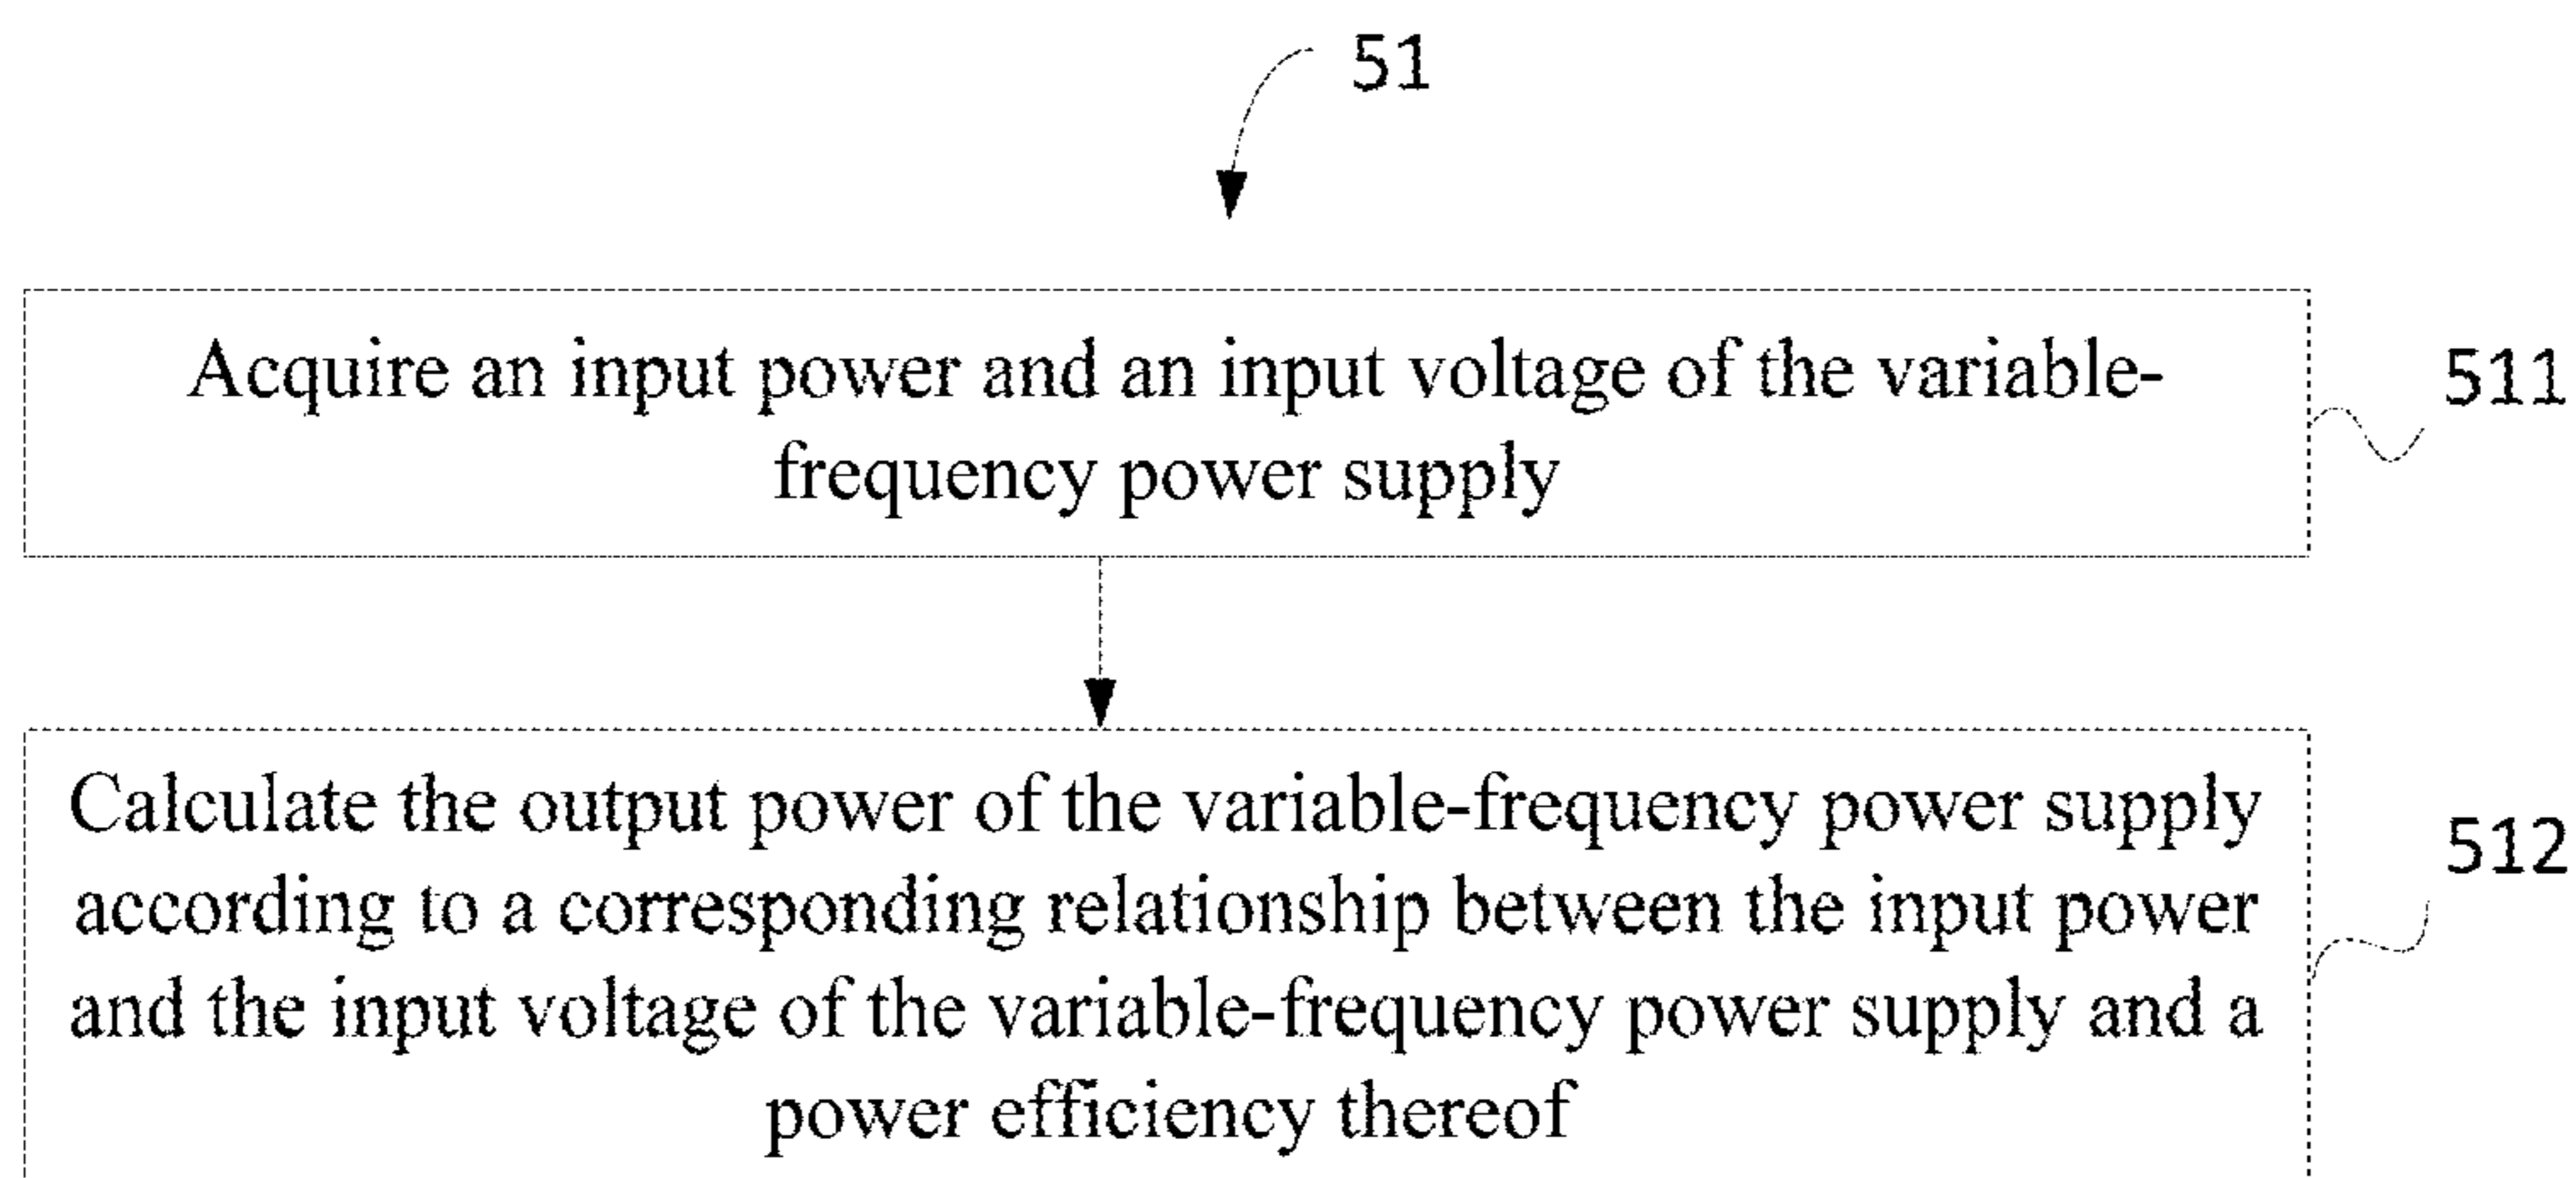 51
Acquire an input power and an input voltage of the variable-
frequency power supply
511
Calculate the output power of the variable-frequency power supply
according to a corresponding relationship between the input power
and the input voltage of the variable-frequency power supply and a
power efficiency thereof
512